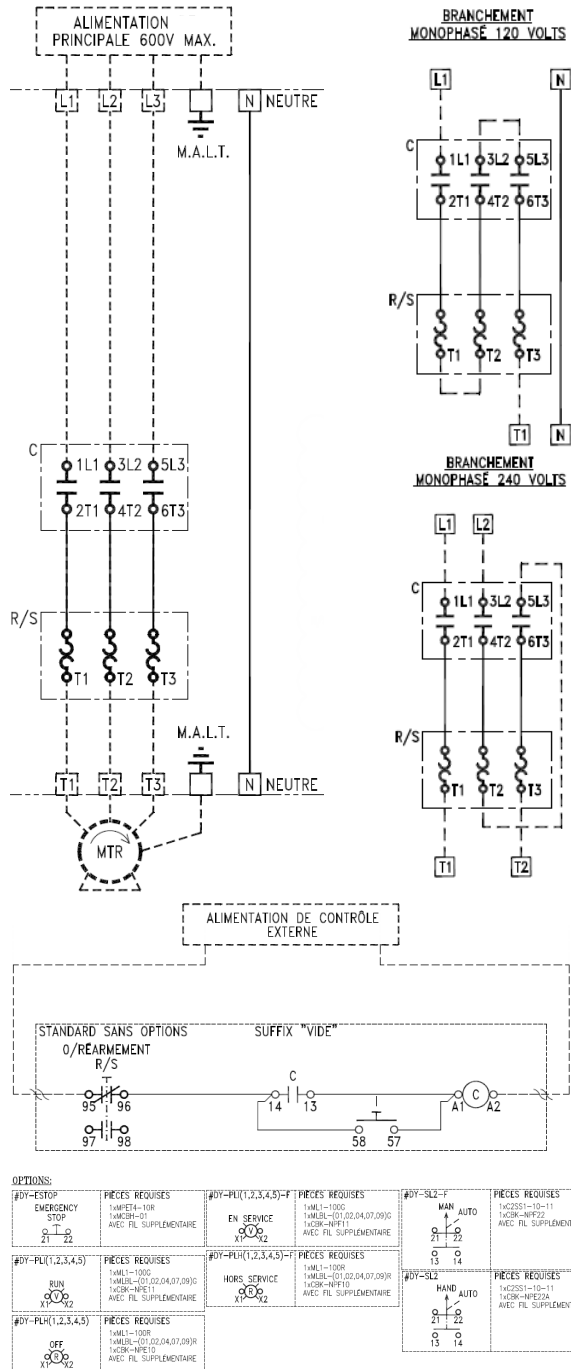 ALIMENTATION
PRINCIPALE 600V MAX.
L1 L2 L3 N NEUTRE
M.A.L.T.
C
1L1 3L2 5L3
2T1 4T2 6T3
R/S
T1 T2 T3
M.A.L.T.
T1 T2 T3 N NEUTRE
MTR
BRANCHEMENT
MONOPHASÉ 120 VOLTS
L1 N
C
1L1 3L2 5L3
2T1 4T2 6T3
R/S
T1 T2 T3
T1 N
BRANCHEMENT
MONOPHASÉ 240 VOLTS
L1 L2
C
1L1 3L2 5L3
2T1 4T2 6T3
R/S
T1 T2 T3
T1 T2
ALIMENTATION DE CONTRÔLE
EXTERNE
STANDARD SANS OPTIONS SUFFIX "VIDE"
O/RÉARMEMENT
R/S
C
95 96 14 13 A1 C A2
97 98 58 57
OPTIONS:
#DY-ESTOP
EMERGENCY
STOP
21 22
PIÈCES REQUISES
1xMPET4-10R
1xMCBH-01
AVEC FIL SUPPLÉMENTAIRE
#DY-PLI(1,2,3,4,5)-F
EN SERVICE
V
X1 X2
PIÈCES REQUISES
1xML1-100G
1xMLBL-(01,02,04,07,09)G
1xCBK-NPF11
AVEC FIL SUPPLÉMENTAIRE
#DY-SL2-F
MAN
AUTO
21 22
13 14
PIÈCES REQUISES
1xC2SS1-10-11
1xCBK-NPF22
AVEC FIL SUPPLÉMENT
#DY-PLI(1,2,3,4,5)
RUN
V
X1 X2
PIÈCES REQUISES
1xML1-100G
1xMLBL-(01,02,04,07,09)G
1xCBK-NPE11
AVEC FIL SUPPLÉMENTAIRE
#DY-PLH(1,2,3,4,5)-F
HORS SERVICE
R
X1 X2
PIÈCES REQUISES
1xML1-100R
1xMLBL-(01,02,04,07,09)R
1xCBK-NPF10
AVEC FIL SUPPLÉMENTAIRE
#DY-SL2
HAND
AUTO
21 22
13 14
PIÈCES REQUISES
1xC2SS1-10-11
1xCBK-NPE22A
AVEC FIL SUPPLÉMENT
#DY-PLH(1,2,3,4,5)
OFF
R
X1 X2
PIÈCES REQUISES
1xML1-100R
1xMLBL-(01,02,04,07,09)R
1xCBK-NPE10
AVEC FIL SUPPLÉMENTAIRE